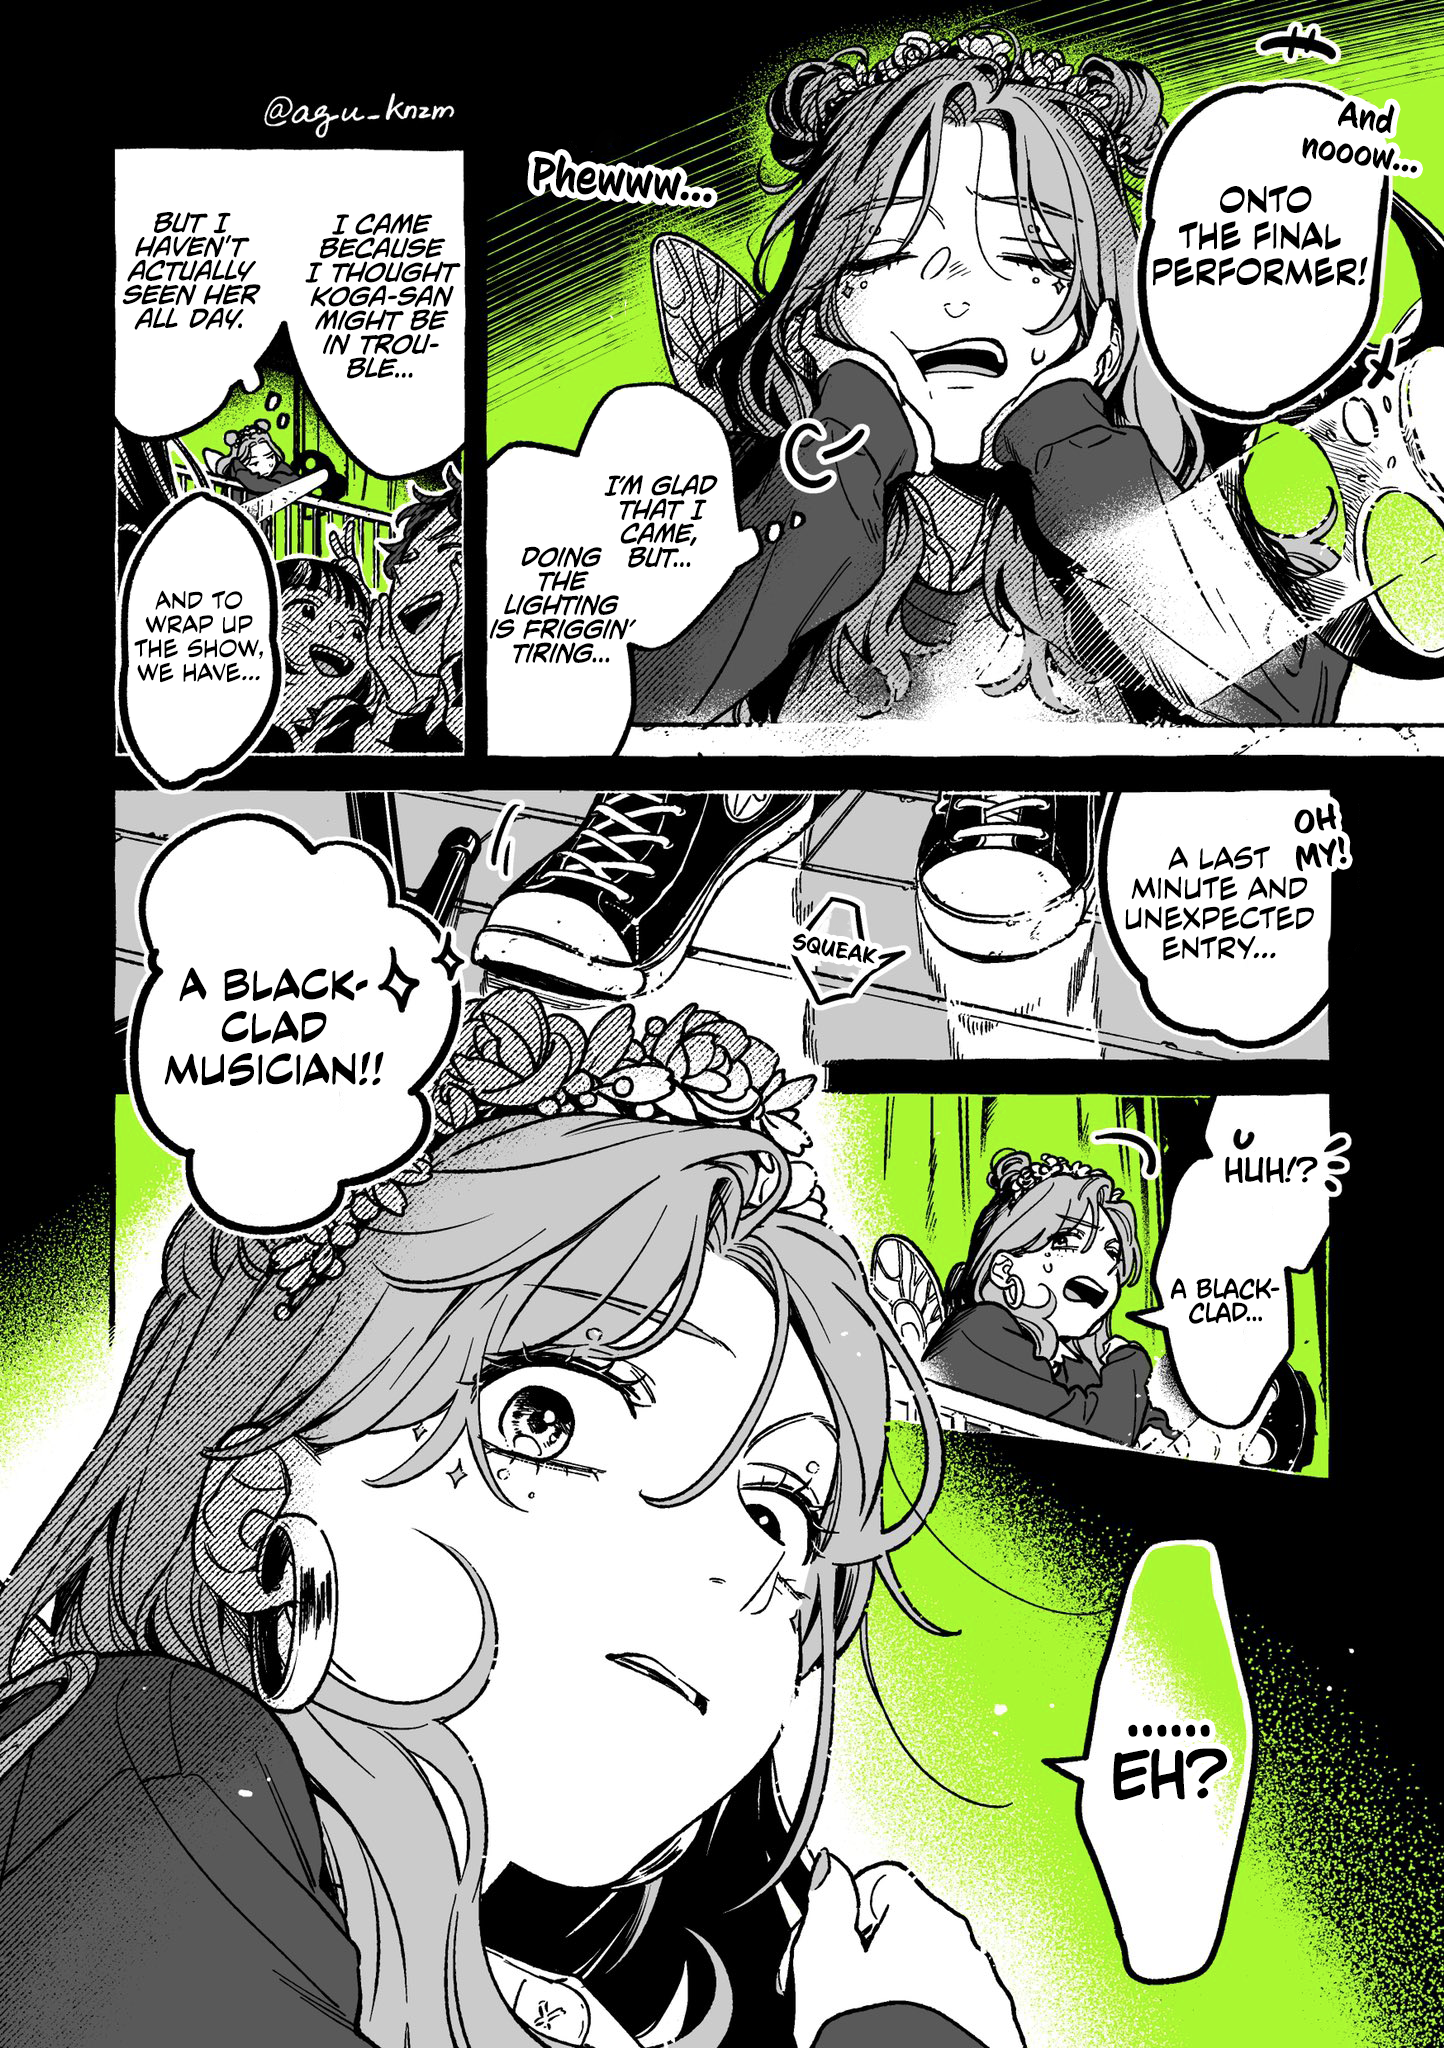 @agu_knzm
And
nooow...
ONTO
THE FINAL
PERFORMER!
Phewww...
I'M GLAD
THAT I
CAME,
BUT...
DOING
THE
LIGHTING
IS FRIGGIN'
TIRING...
I CAME
BECAUSE
I THOUGHT
KOGA-SAN
MIGHT BE
IN TROU-
BLE...
BUT I
HAVEN'T
ACTUALLY
SEEN HER
ALL DAY.
AND TO
WRAP UP
THE SHOW,
WE HAVE...
OH
MY!
A LAST
MINUTE AND
UNEXPECTED
ENTRY...
SQUEAK
A BLACK-
CLAD
MUSICIAN!!
HUH!?
A BLACK-
CLAD...
......
EH?